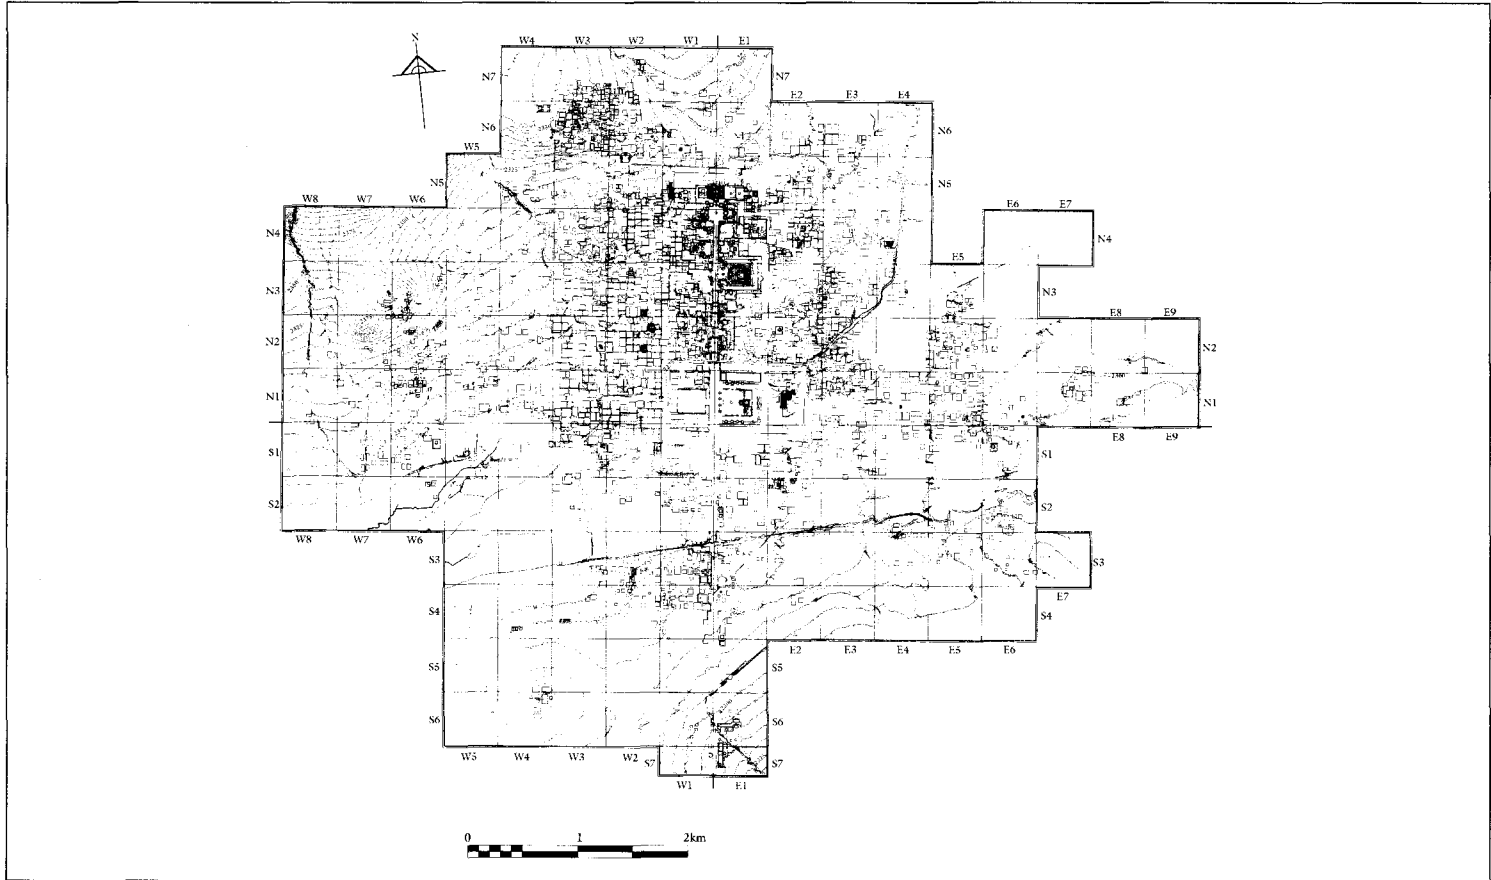 N
W4 W3 W2 W1 E1
N7 N7
E2 E3 E4
N6 N6
W5
2325
N5 N5
W8 W7 W6
E6 E7
N4 N4
E5
N3 N3
E8 E9
N2 N2
N1 N1
E8 E9
S1 S1
S2 S2
W8 W7 W6
S3 S3
E7
S4 S4
E2 E3 E4 E5 E6
S5 S5
S6 S6
W5 W4 W3 W2
S7 S7
W1 E1
0 1 2km